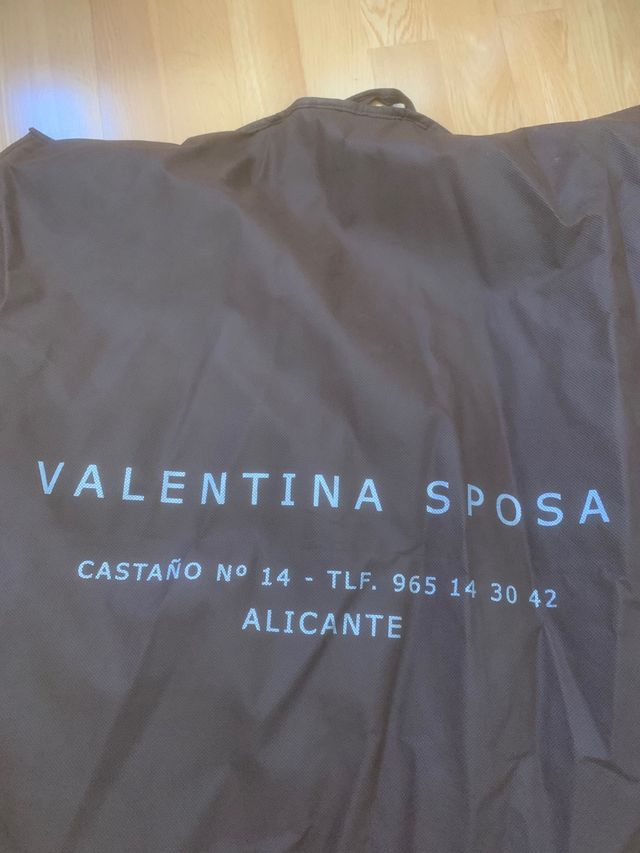 VALENTINA SPOSA
CASTAÑO Nº 14 - TLF. 965 14 30 42
ALICANTE